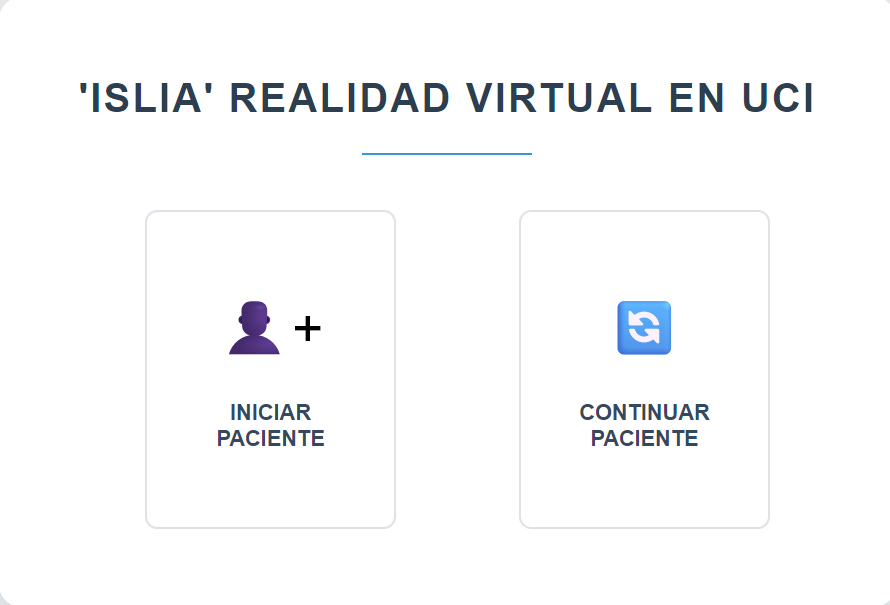 'ISLIA' REALIDAD VIRTUAL EN UCI
+
INICIAR
PACIENTE
CONTINUAR
PACIENTE